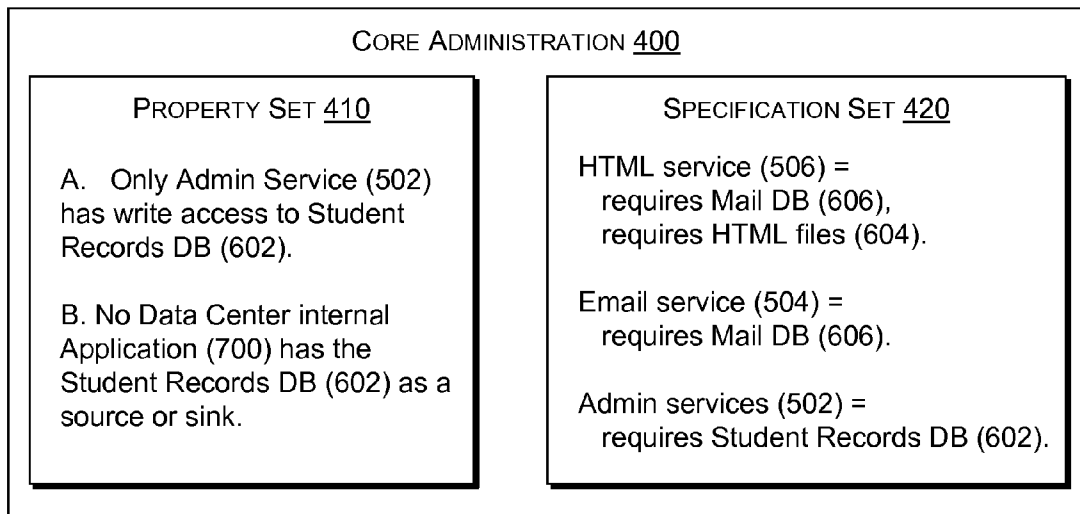 CORE ADMINISTRATION 400
PROPERTY SET 410
A. Only Admin Service (502)
has write access to Student
Records DB (602).
B. No Data Center internal
Application (700) has the
Student Records DB (602) as a
source or sink.
SPECIFICATION SET 420
HTML service (506) =
requires Mail DB (606),
requires HTML files (604).
Email service (504) =
requires Mail DB (606).
Admin services (502) =
requires Student Records DB (602).